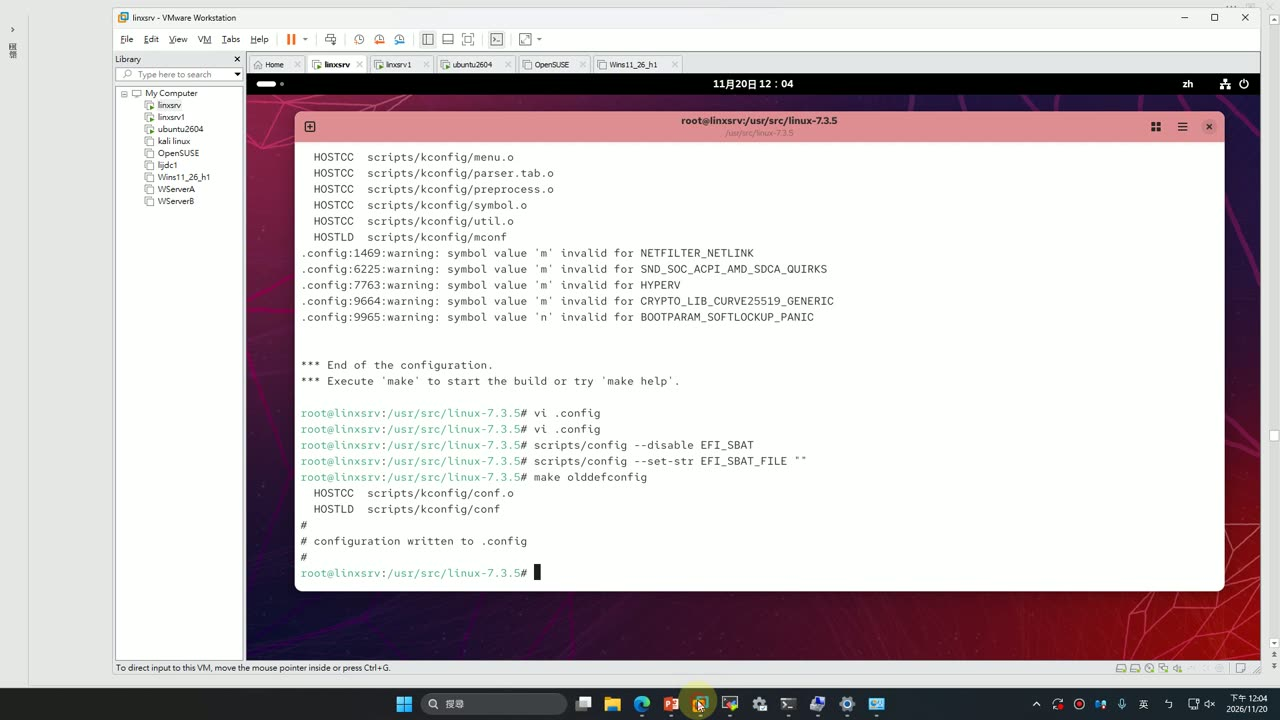 linxsrv - VMware Workstation
File Edit View VM Tabs Help
Library
Type here to search
My Computer
linxsrv
linxsrv1
ubuntu2604
kali linux
OpenSUSE
lijdc1
Wins11_26_h1
WServerA
WServerB
Home linxsrv linxsrv1 ubuntu2604 OpenSUSE Win11_26_h1
11月20日 12：04
zh
root@linxsrv:/usr/src/linux-7.3.5
/usr/src/linux-7.3.5
HOSTCC scripts/kconfig/menu.o
HOSTCC scripts/kconfig/parser.tab.o
HOSTCC scripts/kconfig/preprocess.o
HOSTCC scripts/kconfig/symbol.o
HOSTCC scripts/kconfig/util.o
HOSTLD scripts/kconfig/mconf
.config:1469:warning: symbol value 'm' invalid for NETFILTER_NETLINK
.config:6225:warning: symbol value 'm' invalid for SND_SOC_ACPI_AMD_SDCA_QUIRKS
.config:7763:warning: symbol value 'm' invalid for HYPERV
.config:9664:warning: symbol value 'm' invalid for CRYPTO_LIB_CURVE25519_GENERIC
.config:9965:warning: symbol value 'n' invalid for BOOTPARAM_SOFTLOCKUP_PANIC
*** End of the configuration.
*** Execute 'make' to start the build or try 'make help'.
root@linxsrv:/usr/src/linux-7.3.5# vi .config
root@linxsrv:/usr/src/linux-7.3.5# vi .config
root@linxsrv:/usr/src/linux-7.3.5# scripts/config --disable EFI_SBAT
root@linxsrv:/usr/src/linux-7.3.5# scripts/config --set-str EFI_SBAT_FILE ""
root@linxsrv:/usr/src/linux-7.3.5# make olddefconfig
HOSTCC scripts/kconfig/conf.o
HOSTLD scripts/kconfig/conf
#
# configuration written to .config
#
root@linxsrv:/usr/src/linux-7.3.5#
To direct input to this VM, move the mouse pointer inside or press Ctrl+G.
搜尋
英
下午 12:04
2026/11/20